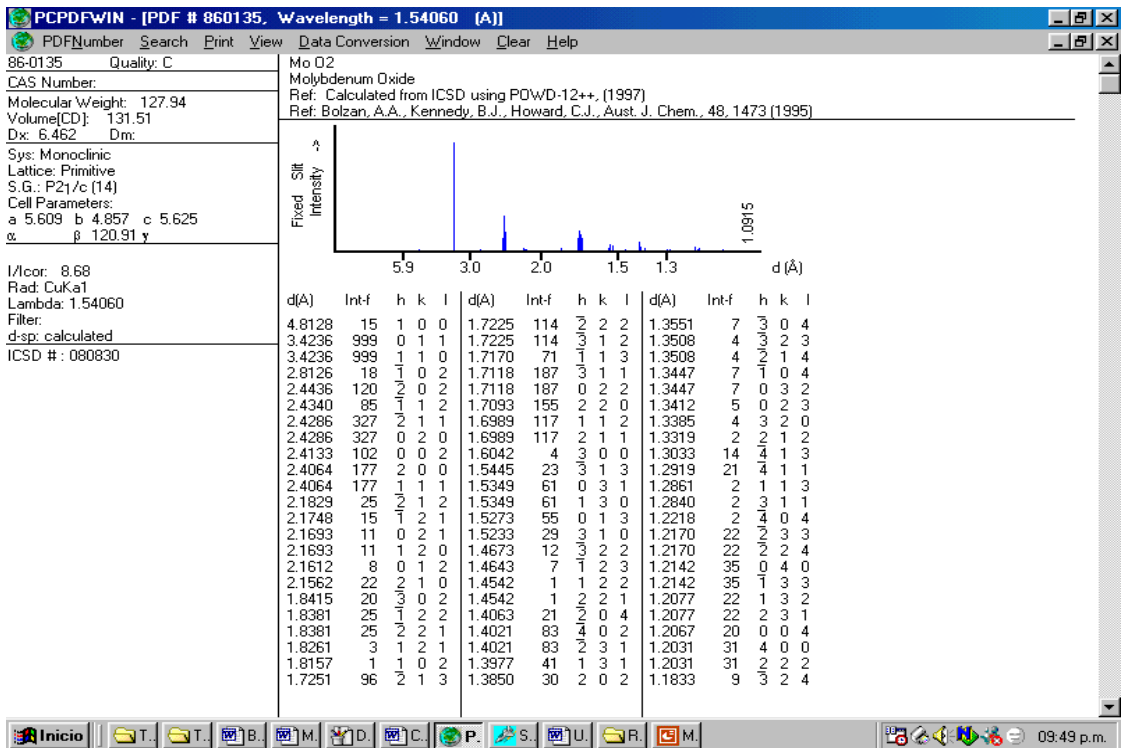 PCPDFWIN - [PDF # 860135, Wavelength = 1.54060 (A)]
PDFNumber Search Print View Data Conversion Window Clear Help
86-0135 Quality: C
CAS Number:
Molecular Weight: 127.94
Volume[CD]: 131.51
Dx: 6.462 Dm:
Sys: Monoclinic
Lattice: Primitive
S.G.: P21/c (14)
Cell Parameters:
a 5.609 b 4.857 c 5.625
α β 120.91 γ
I/Icor: 8.68
Rad: CuKa1
Lambda: 1.54060
Filter:
d-sp: calculated
ICSD # : 080830
Mo O2
Molybdenum Oxide
Ref: Calculated from ICSD using POWD-12++, (1997)
Ref: Bolzan, A.A., Kennedy, B.J., Howard, C.J., Aust. J. Chem., 48, 1473 (1995)
Fixed Slit
Intensity ->
1.0915
5.9 3.0 2.0 1.5 1.3 d (Å)
d(A) Int-f h k l d(A) Int-f h k l d(A) Int-f h k l
4.8128 15 1 0 0 1.7225 114 2̅ 2 2 1.3551 7 3̅ 0 4
3.4236 999 0 1 1 1.7225 114 3̅ 1 2 1.3508 4 3̅ 2 3
3.4236 999 1 1 0 1.7170 71 1̅ 1 3 1.3508 4 2̅ 1 4
2.8126 18 1̅ 0 2 1.7118 187 3̅ 1 1 1.3447 7 1̅ 0 4
2.4436 120 2̅ 0 2 1.7118 187 0 2 2 1.3447 7 0 3 2
2.4340 85 1̅ 1 2 1.7093 155 2 2 0 1.3412 5 0 2 3
2.4286 327 2̅ 1 1 1.6989 117 1 1 2 1.3385 4 3 2 0
2.4286 327 0 2 0 1.6989 117 2 1 1 1.3319 2 2 1 2
2.4133 102 0 0 2 1.6042 4 3 0 0 1.3033 14 4̅ 1 3
2.4064 177 2 0 0 1.5445 23 3̅ 1 3 1.2919 21 4̅ 1 1
2.4064 177 1 1 1 1.5349 61 0 3 1 1.2861 2 1 1 3
2.1829 25 2̅ 1 2 1.5349 61 1 3 0 1.2840 2 3 1 1
2.1748 15 1̅ 2 1 1.5273 55 0 1 3 1.2218 2 4̅ 0 4
2.1693 11 0 2 1 1.5233 29 3 1 0 1.2170 22 2̅ 3 3
2.1693 11 1 2 0 1.4673 12 3̅ 2 2 1.2170 22 2̅ 2 4
2.1612 8 0 1 2 1.4643 7 1̅ 2 3 1.2142 35 0 4 0
2.1562 22 2 1 0 1.4542 1 1 2 2 1.2142 35 1̅ 3 3
1.8415 20 3̅ 0 2 1.4542 1 2 2 1 1.2077 22 1 3 2
1.8381 25 1̅ 2 2 1.4063 21 2̅ 0 4 1.2077 22 2 3 1
1.8381 25 2̅ 2 1 1.4021 83 4̅ 0 2 1.2067 20 0 0 4
1.8261 3 1 2 1 1.4021 83 2̅ 3 1 1.2031 31 4 0 0
1.8157 1 1 0 2 1.3977 41 1 3 1 1.2031 31 2 2 2
1.7251 96 2̅ 1 3 1.3850 30 2 0 2 1.1833 9 3̅ 2 4
Inicio T.. T.. B.. M. D. C.. P. S.. U.. R. M. 09:49 p.m.